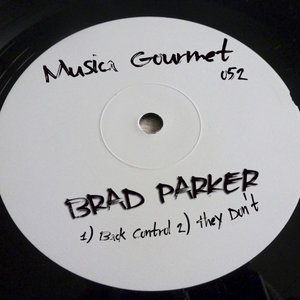 Musica Gourmet
052
BRAD PARKER
1) Back Control 2) They Don't